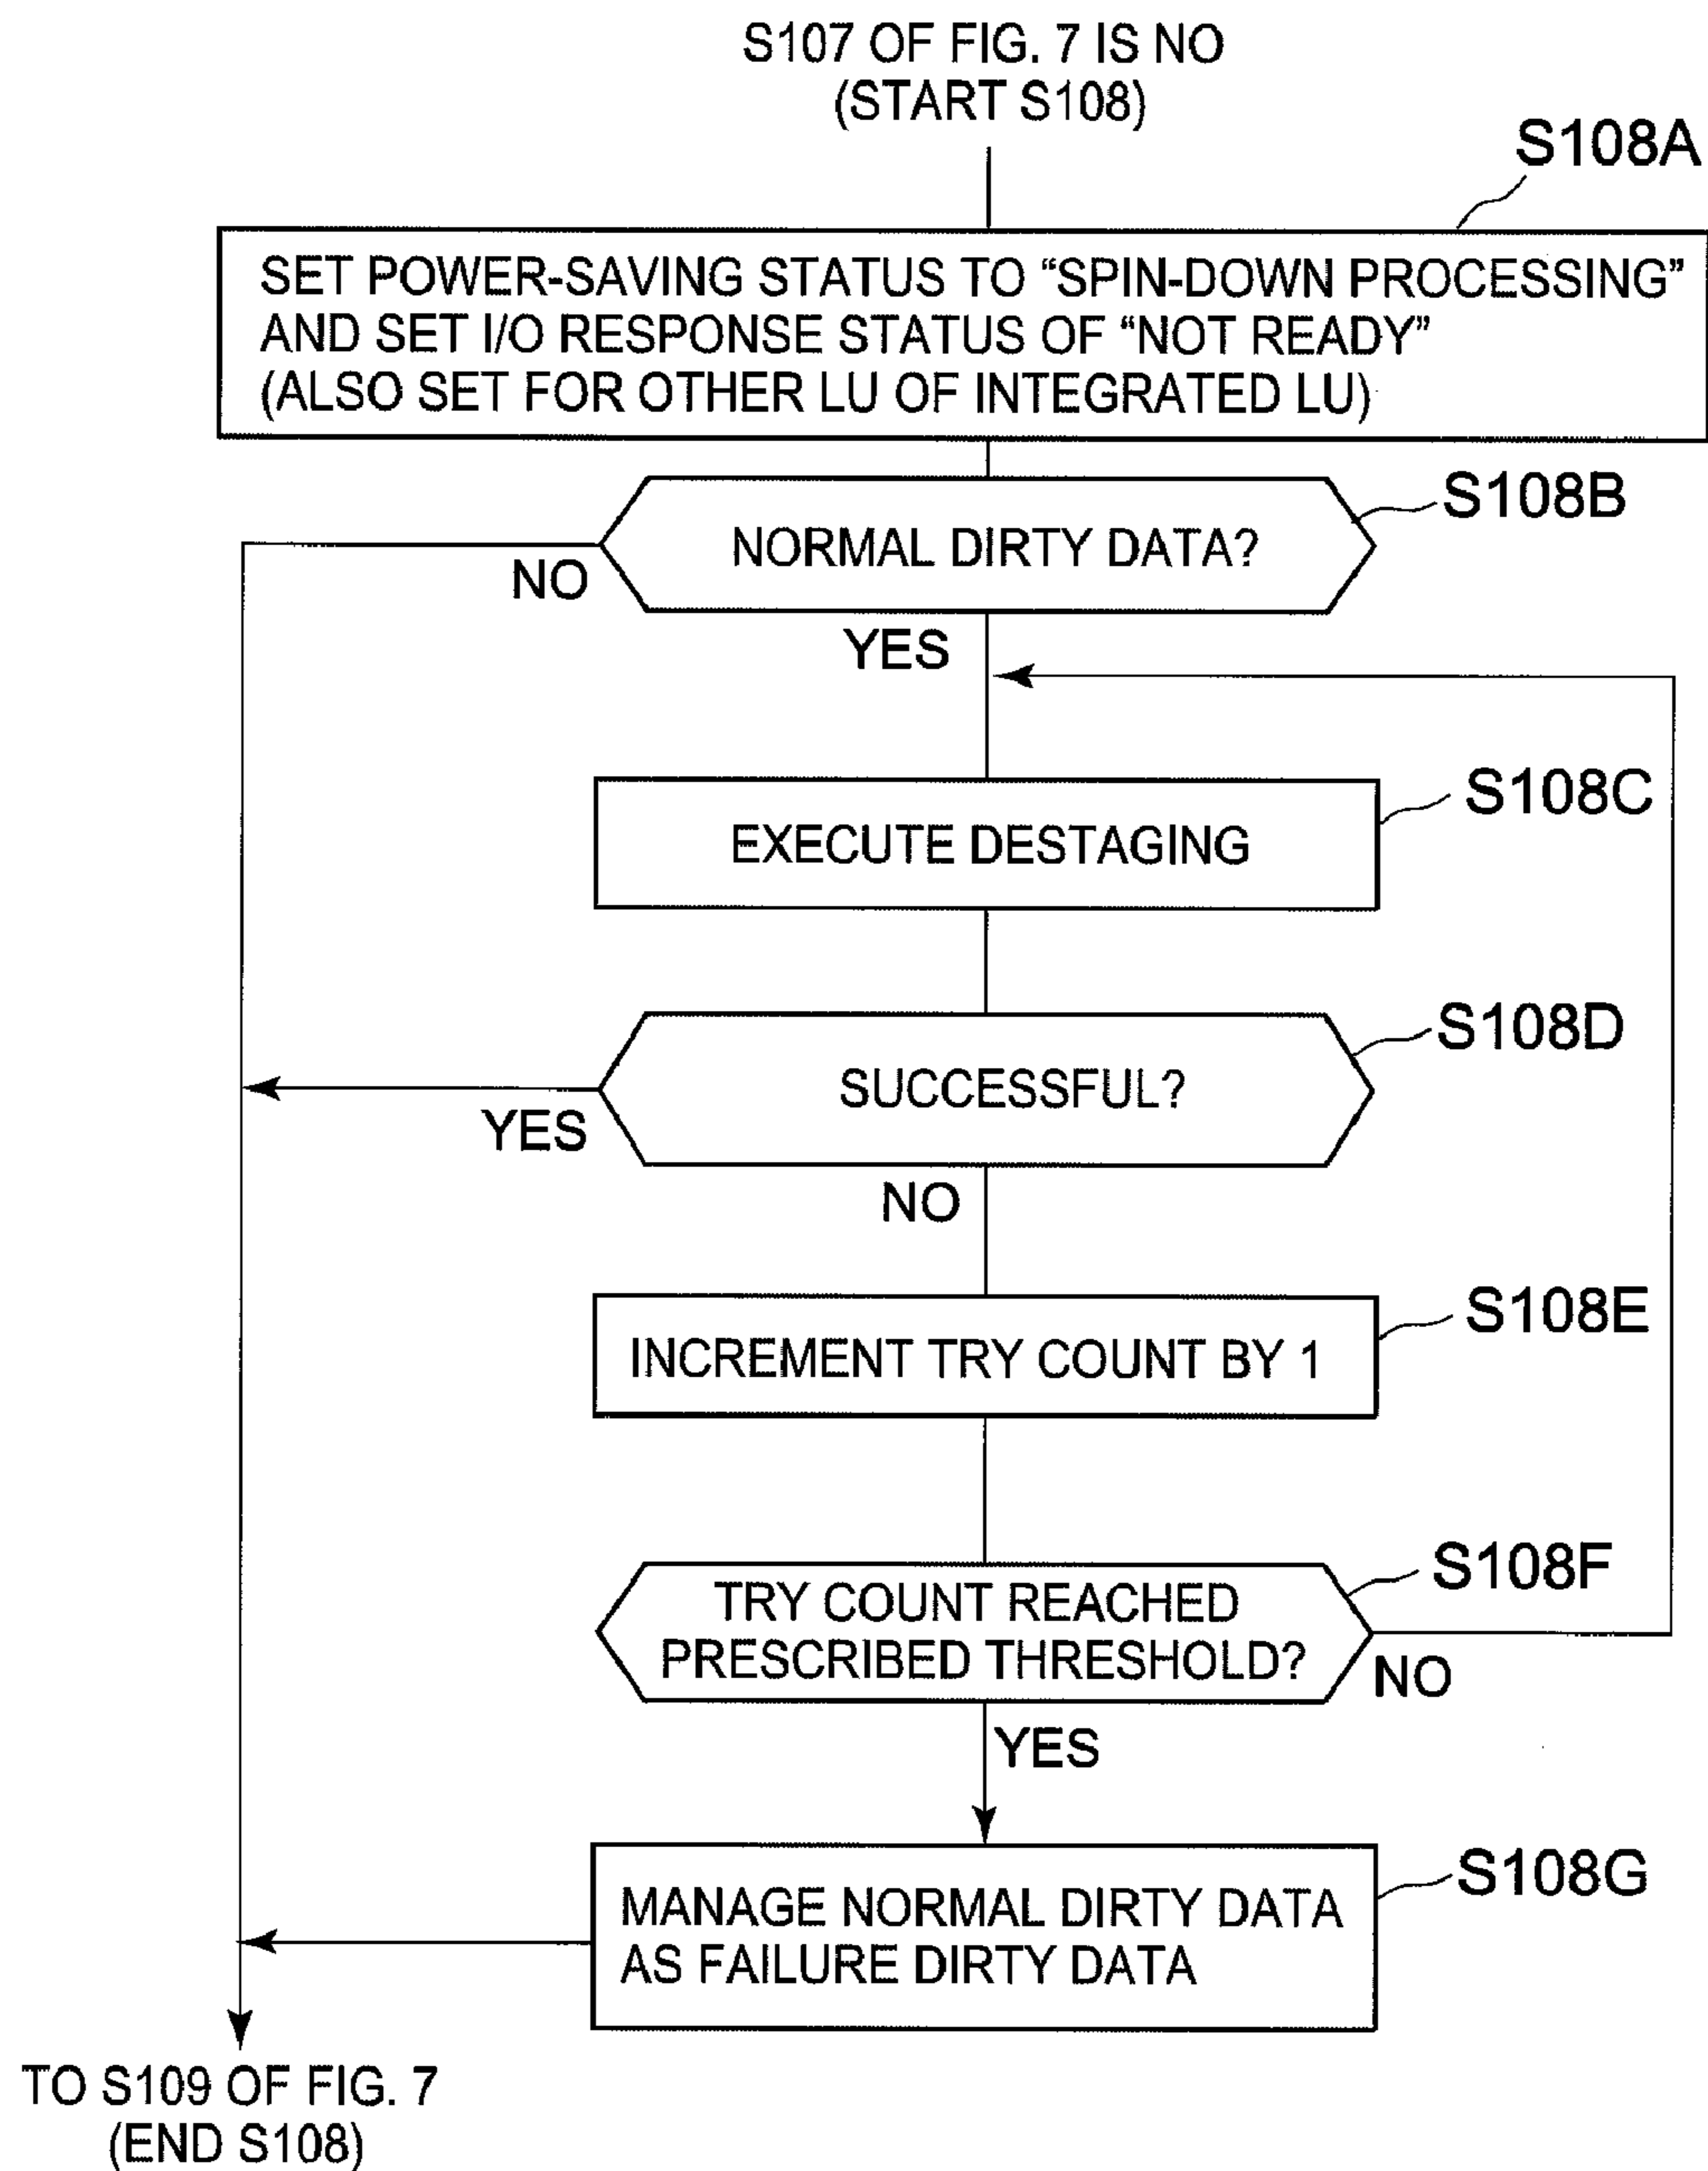 S107 OF FIG. 7 IS NO
(START S108)
S108A
SET POWER-SAVING STATUS TO “SPIN-DOWN PROCESSING”
AND SET I/O RESPONSE STATUS OF “NOT READY”
(ALSO SET FOR OTHER LU OF INTEGRATED LU)
S108B
NORMAL DIRTY DATA?
NO
YES
S108C
EXECUTE DESTAGING
S108D
SUCCESSFUL?
YES
NO
S108E
INCREMENT TRY COUNT BY 1
S108F
TRY COUNT REACHED
PRESCRIBED THRESHOLD?
NO
YES
S108G
MANAGE NORMAL DIRTY DATA
AS FAILURE DIRTY DATA
TO S109 OF FIG. 7
(END S108)